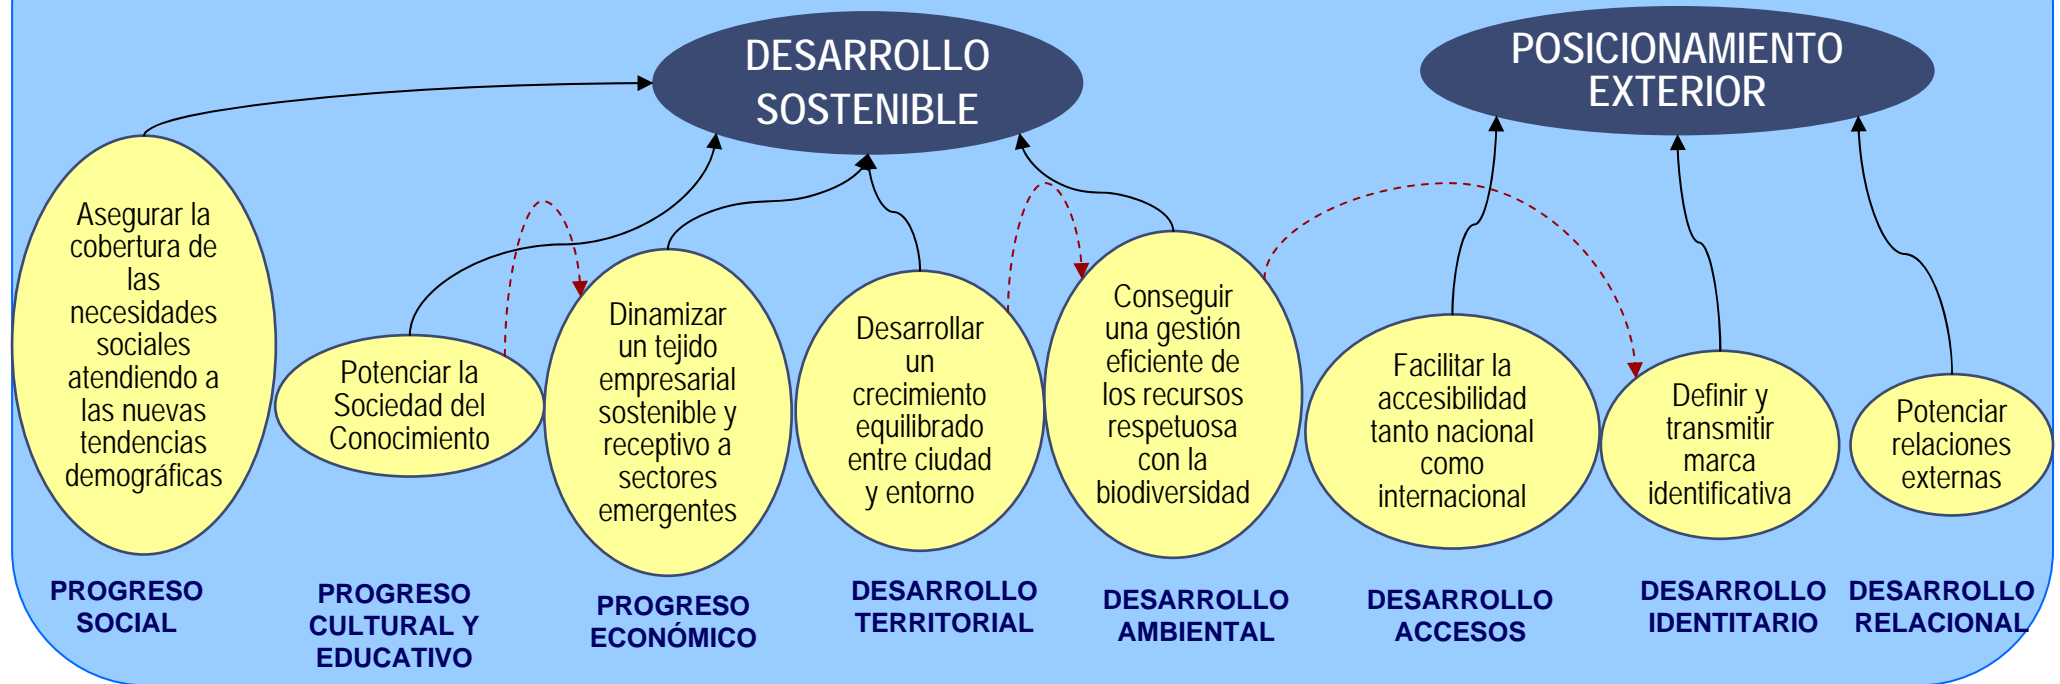 DESARROLLO
SOSTENIBLE
POSICIONAMIENTO
EXTERIOR
Asegurar la
cobertura de
las
necesidades
sociales
atendiendo a
las nuevas
tendencias
demográficas
Potenciar la
Sociedad del
Conocimiento
Dinamizar
un tejido
empresarial
sostenible y
receptivo a
sectores
emergentes
Desarrollar
un
crecimiento
equilibrado
entre ciudad
y entorno
Conseguir
una gestión
eficiente de
los recursos
respetuosa
con la
biodiversidad
Facilitar la
accesibilidad
tanto nacional
como
internacional
Definir y
transmitir
marca
identificativa
Potenciar
relaciones
externas
PROGRESO
SOCIAL
PROGRESO
CULTURAL Y
EDUCATIVO
PROGRESO
ECONÓMICO
DESARROLLO
TERRITORIAL
DESARROLLO
AMBIENTAL
DESARROLLO
ACCESOS
DESARROLLO
IDENTITARIO
DESARROLLO
RELACIONAL